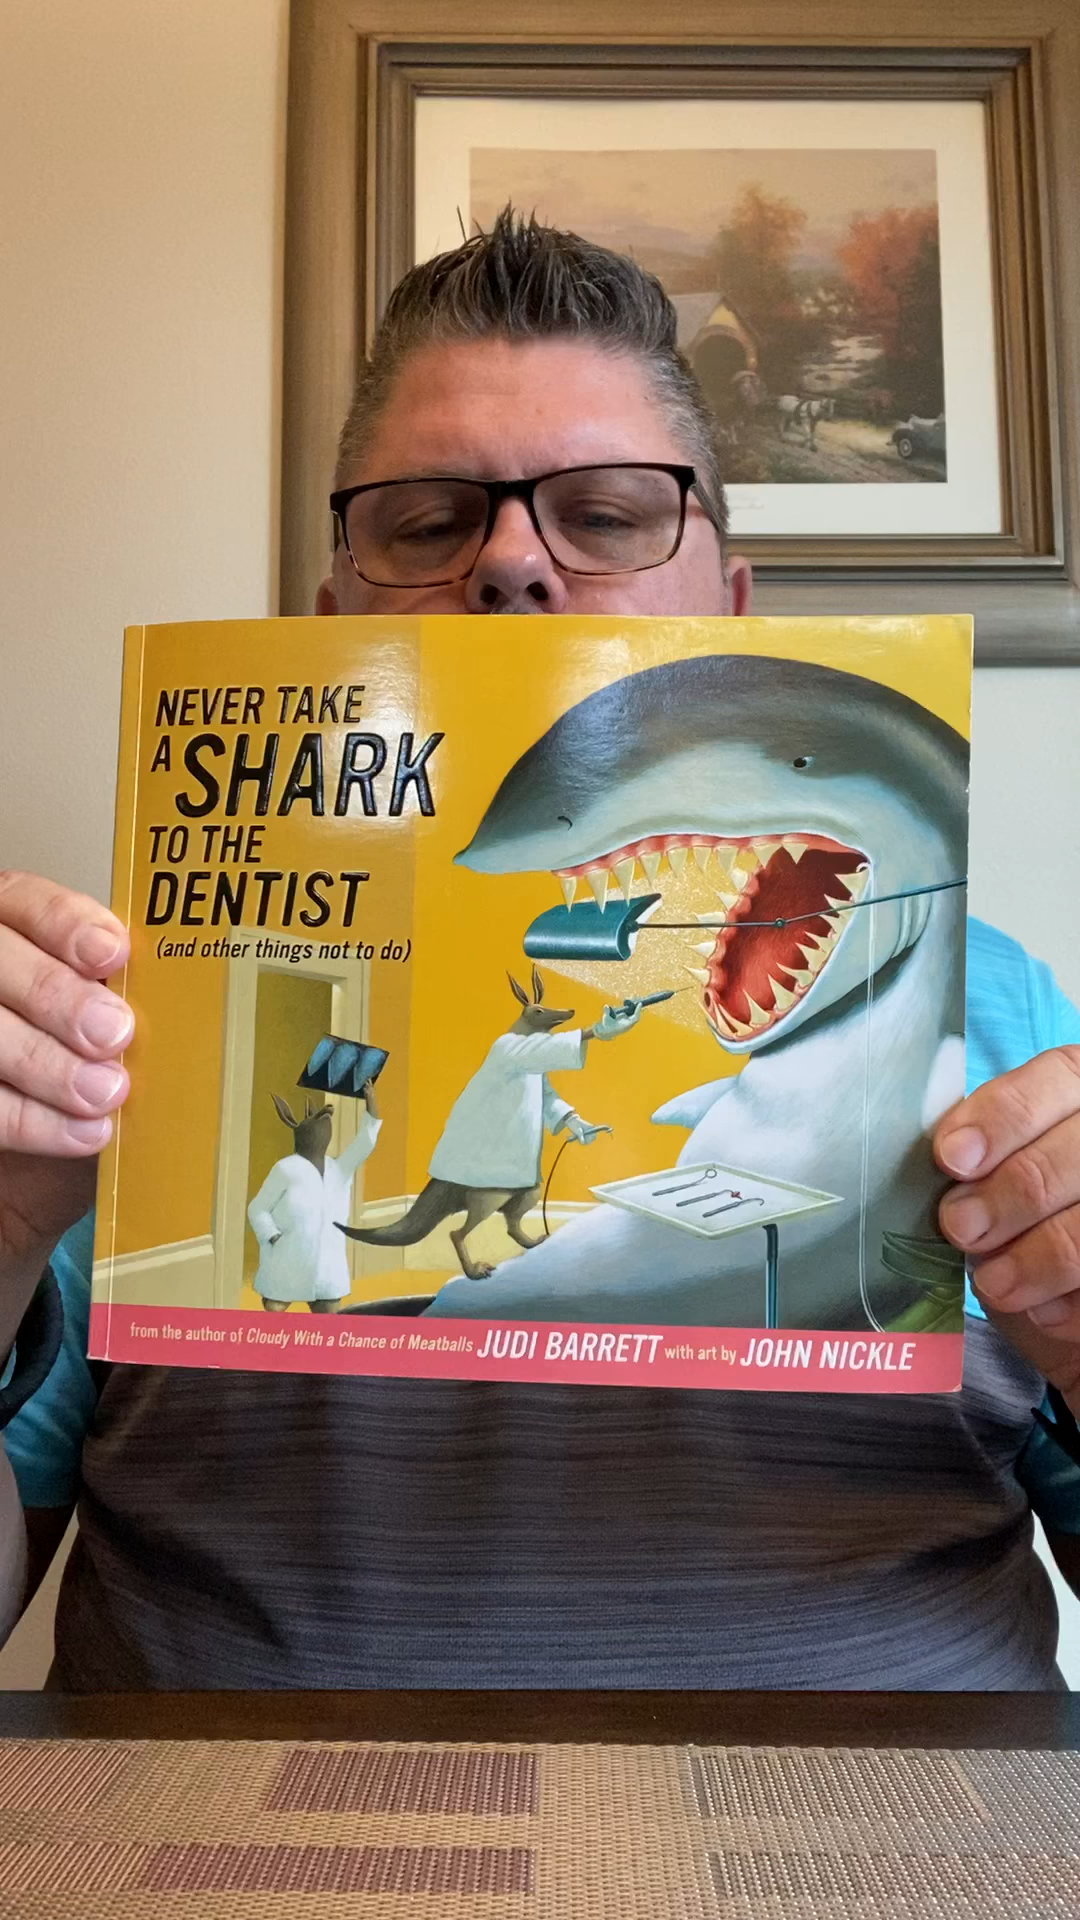 NEVER TAKE
A SHARK
TO THE
DENTIST
(and other things not to do)
from the author of Cloudy With a Chance of Meatballs JUDI BARRETT with art by JOHN NICKLE